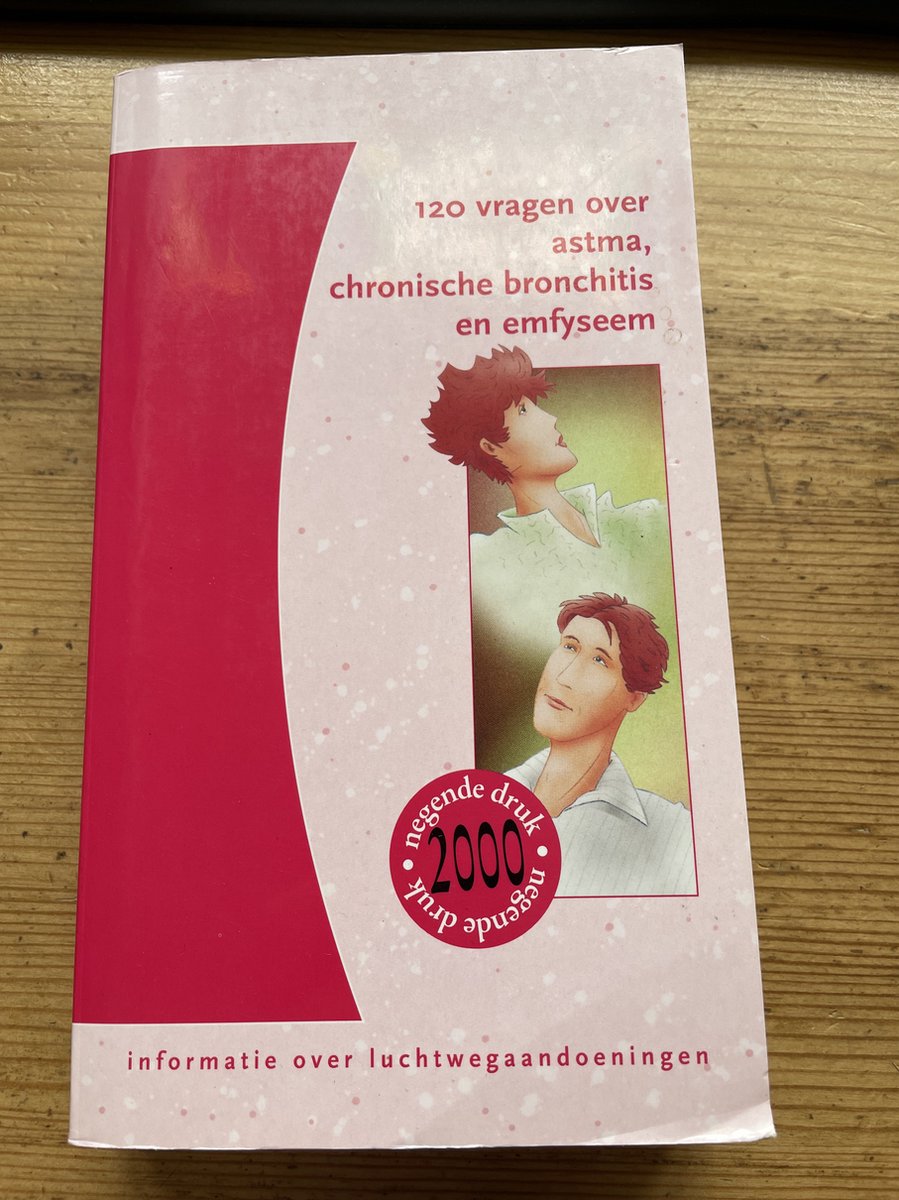 120 vragen over
astma,
chronische bronchitis
en emfyseem
negende druk • negende druk •
2000
informatie over luchtwegaandoeningen